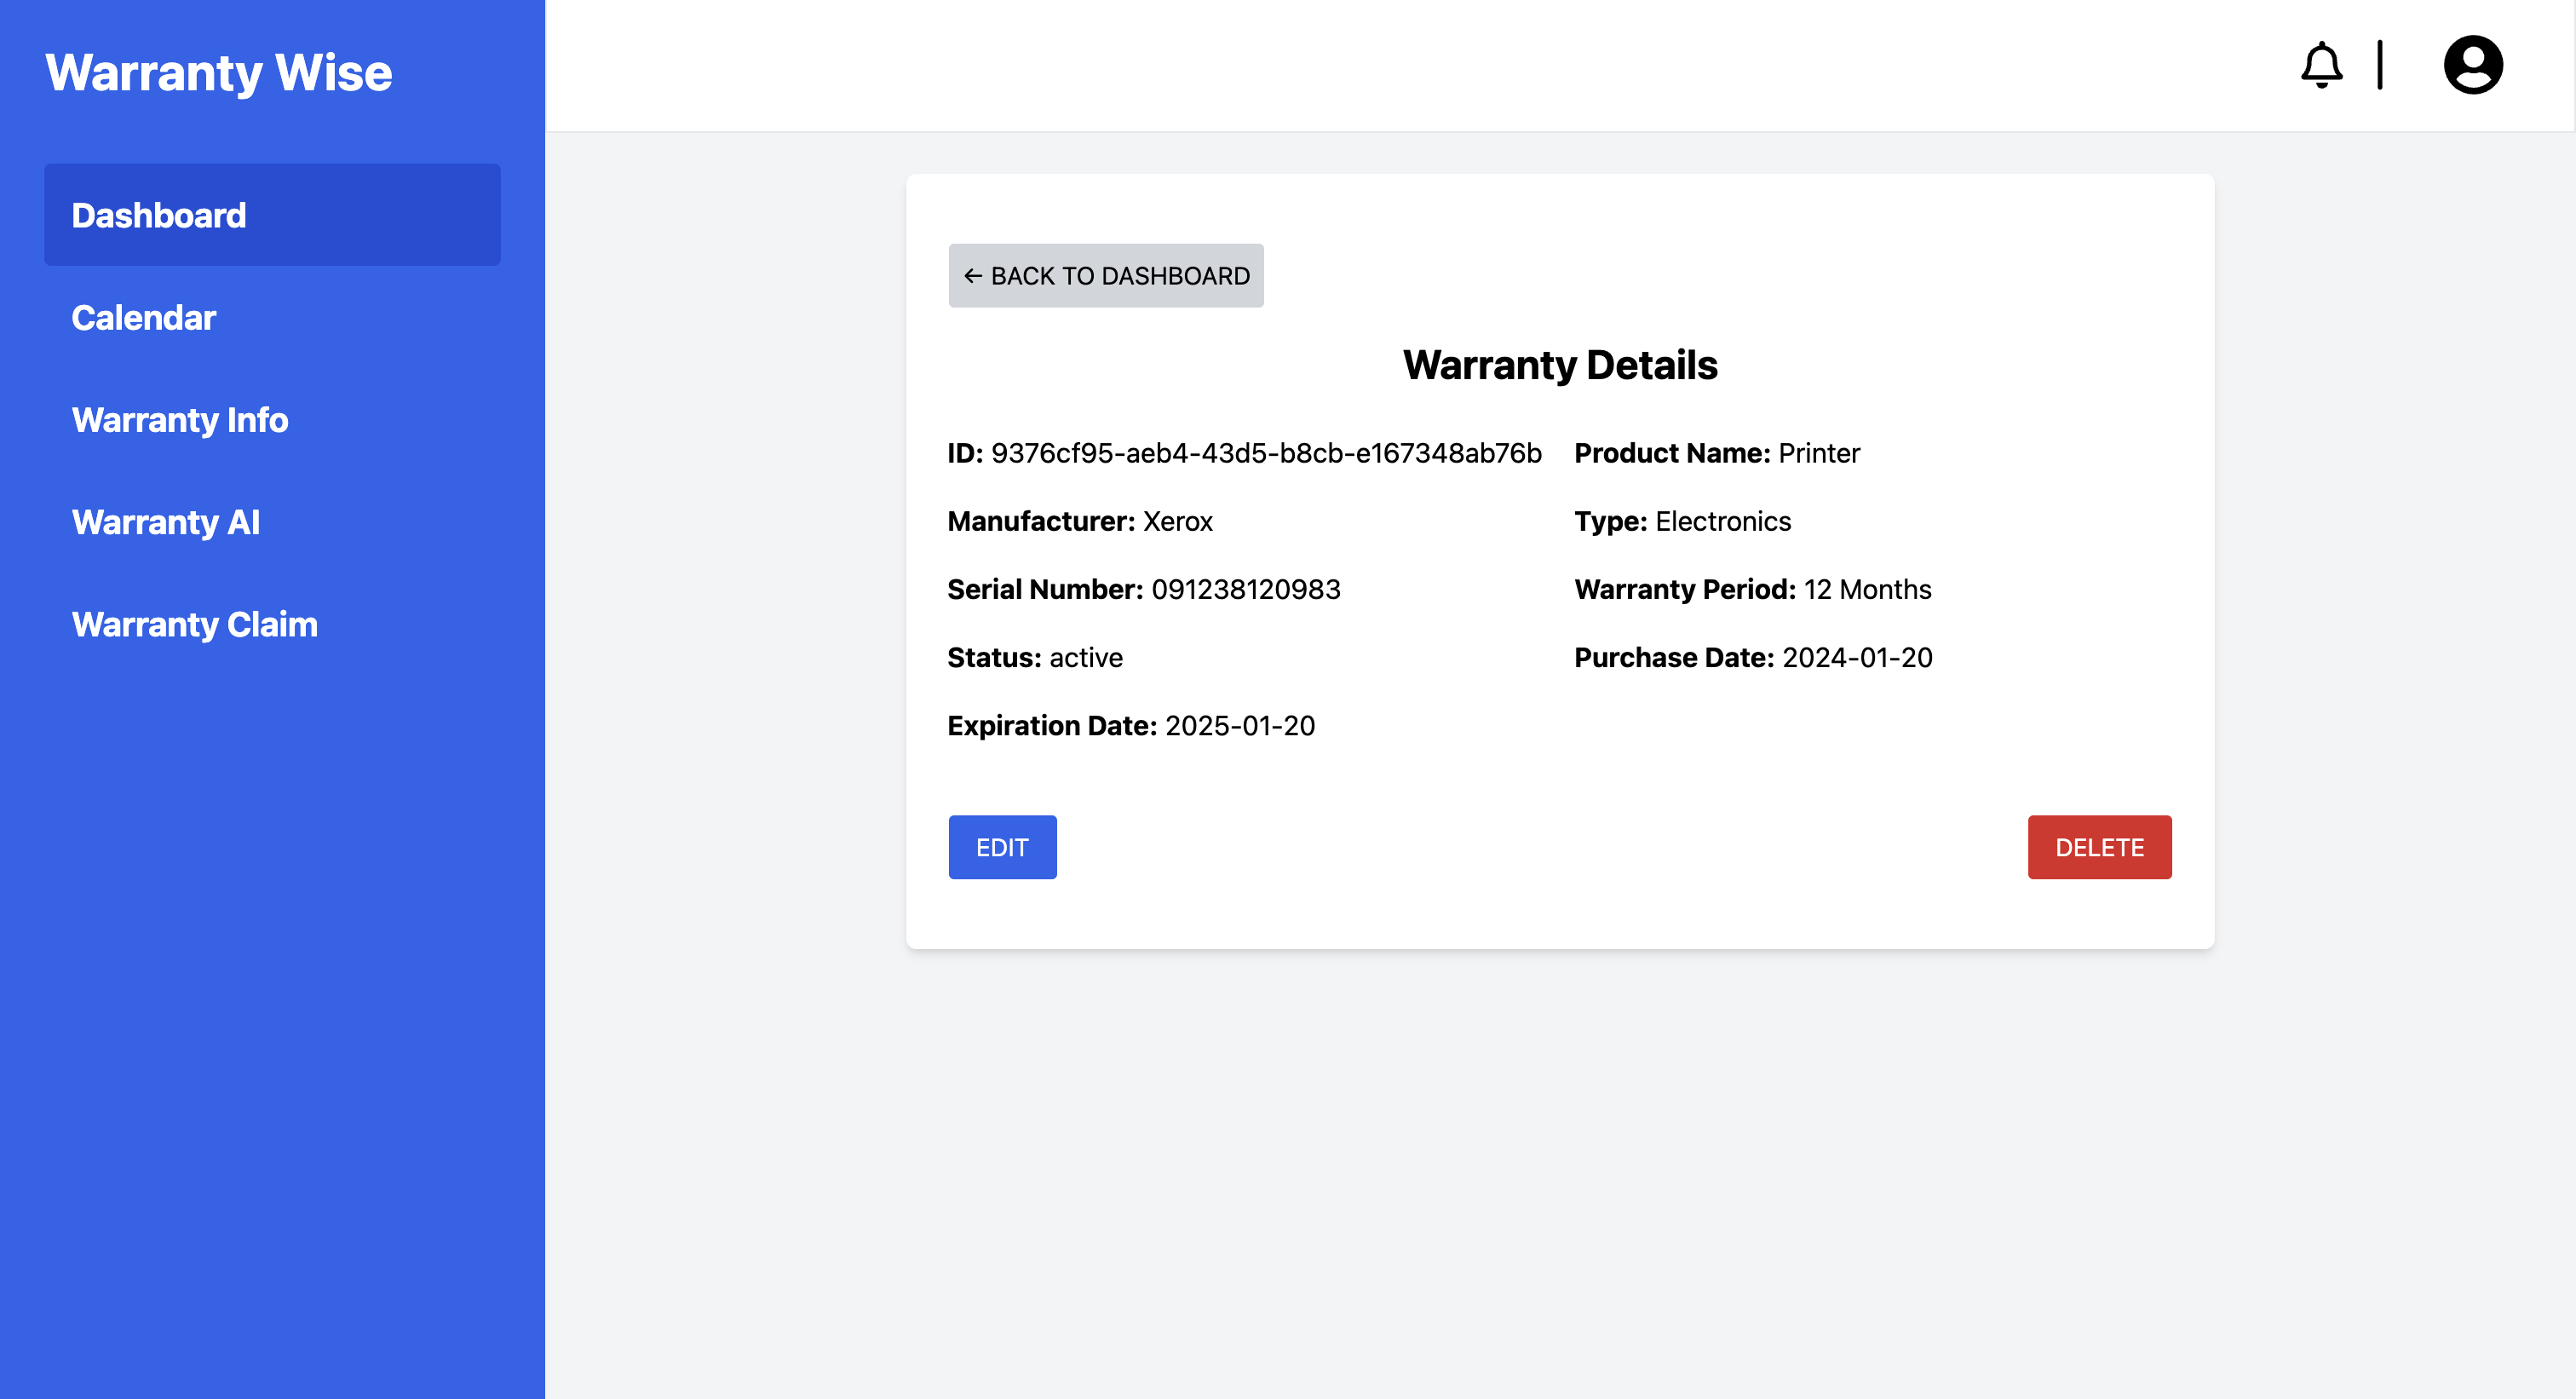 Warranty Wise
Dashboard
Calendar
Warranty Info
Warranty AI
Warranty Claim
← BACK TO DASHBOARD
Warranty Details
ID: 9376cf95-aeb4-43d5-b8cb-e167348ab76b Product Name: Printer
Manufacturer: Xerox Type: Electronics
Serial Number: 091238120983 Warranty Period: 12 Months
Status: active Purchase Date: 2024-01-20
Expiration Date: 2025-01-20
EDIT DELETE